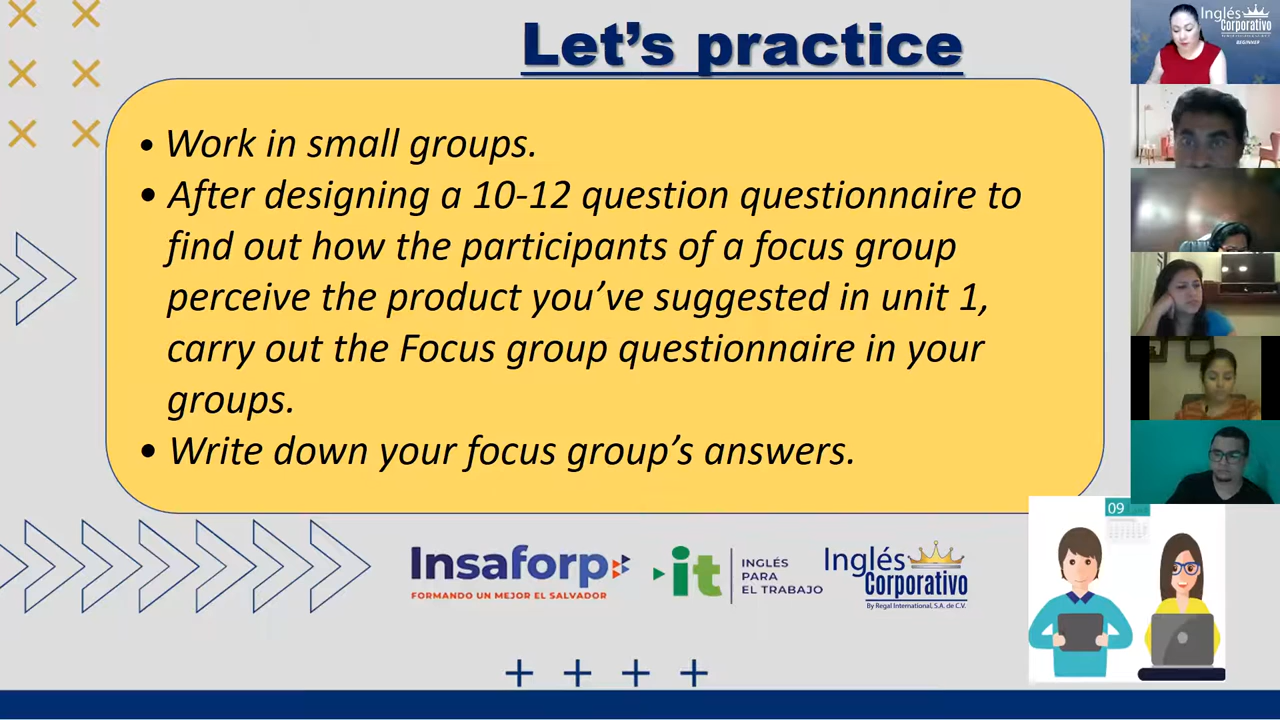 Let's practice
• Work in small groups.
• After designing a 10-12 question questionnaire to
find out how the participants of a focus group
perceive the product you've suggested in unit 1,
carry out the Focus group questionnaire in your
groups.
• Write down your focus group's answers.
Insaforp
FORMANDO UN MEJOR EL SALVADOR
it
INGLÉS
PARA
EL TRABAJO
Inglés
Corporativo
By Regal International, S.A. de C.V.
09
Inglés
Corporativo
BEGINNER